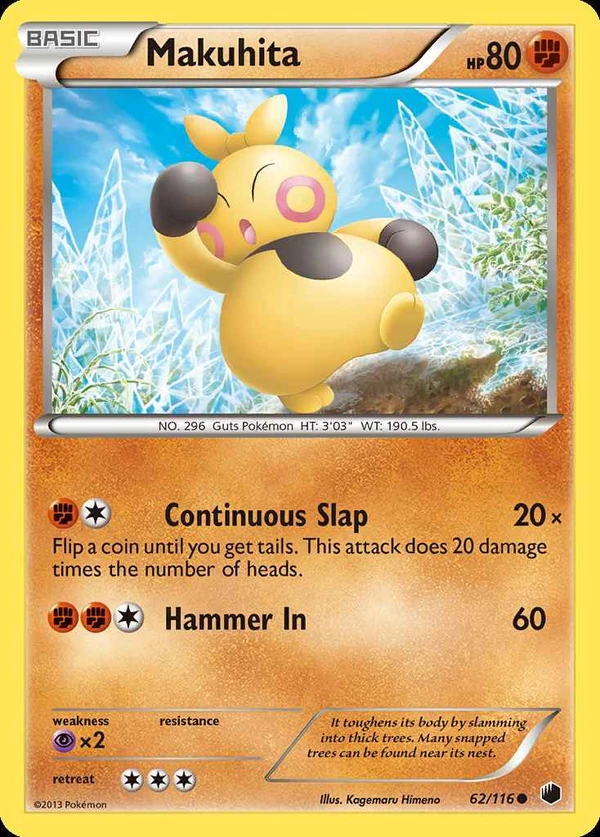 BASIC Makuhita HP80
NO. 296 Guts Pokémon HT: 3'03" WT: 190.5 lbs.
Continuous Slap 20×
Flip a coin until you get tails. This attack does 20 damage
times the number of heads.
Hammer In 60
weakness resistance
×2
retreat
It toughens its body by slamming
into thick trees. Many snapped
trees can be found near its nest.
©2013 Pokémon Illus. Kagemaru Himeno 62/116